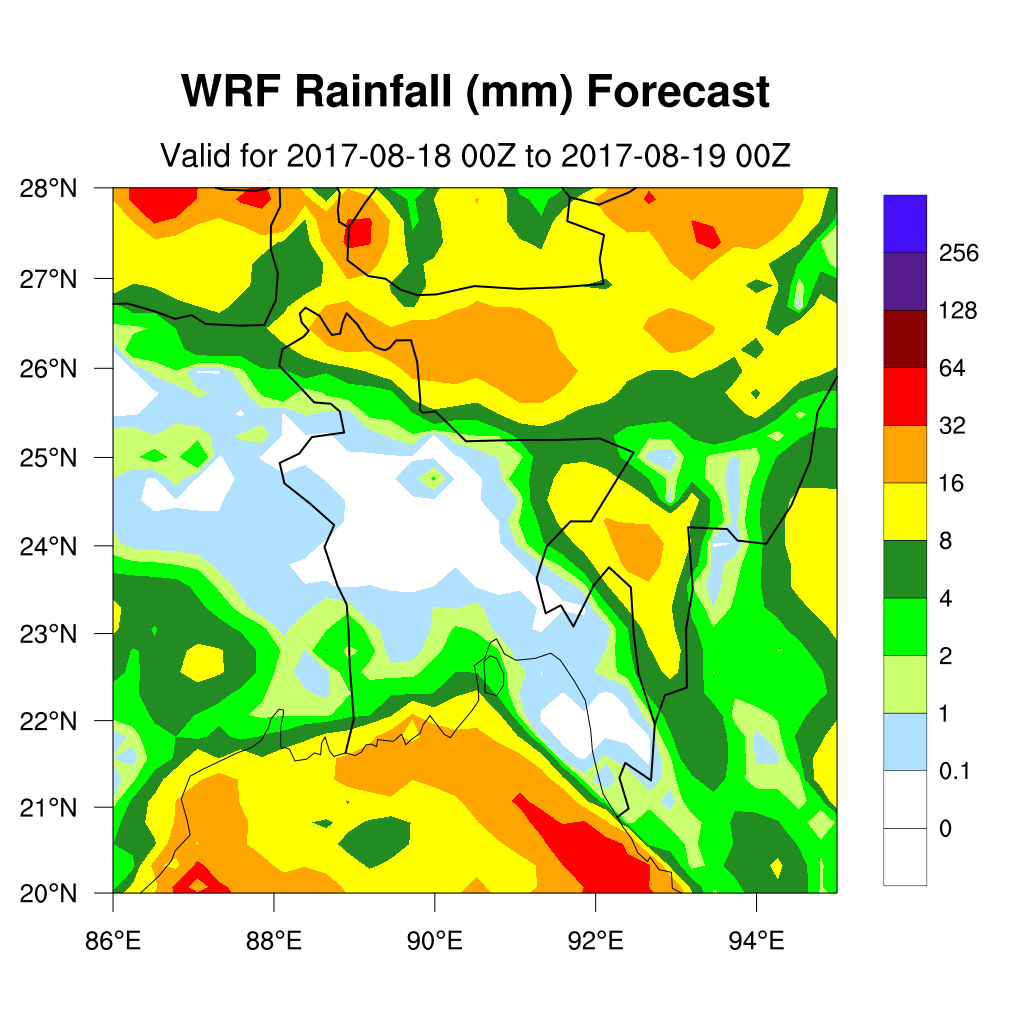 WRF Rainfall (mm) Forecast
Valid for 2017-08-18 00Z to 2017-08-19 00Z
28°N
27°N
26°N
25°N
24°N
23°N
22°N
21°N
20°N
86°E
88°E
90°E
92°E
94°E
256
128
64
32
16
8
4
2
1
0.1
0